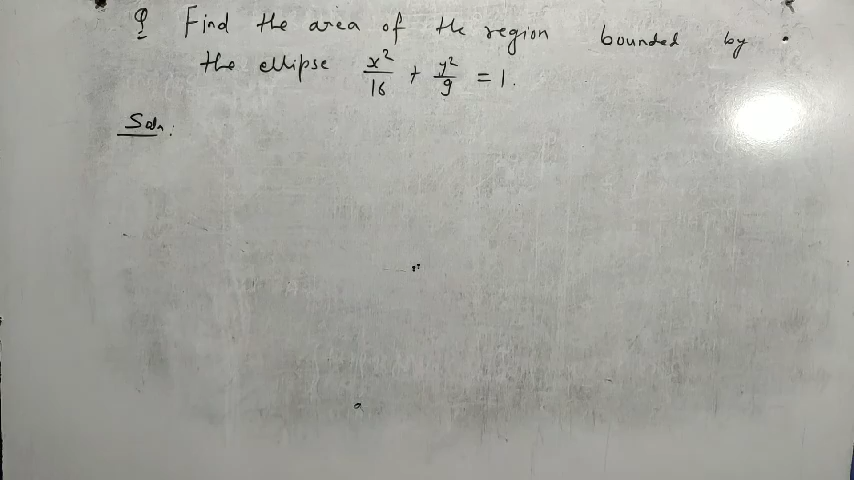 Q Find the area of the region bounded by
the ellipse x²/16 + y²/9 = 1.
Soln: